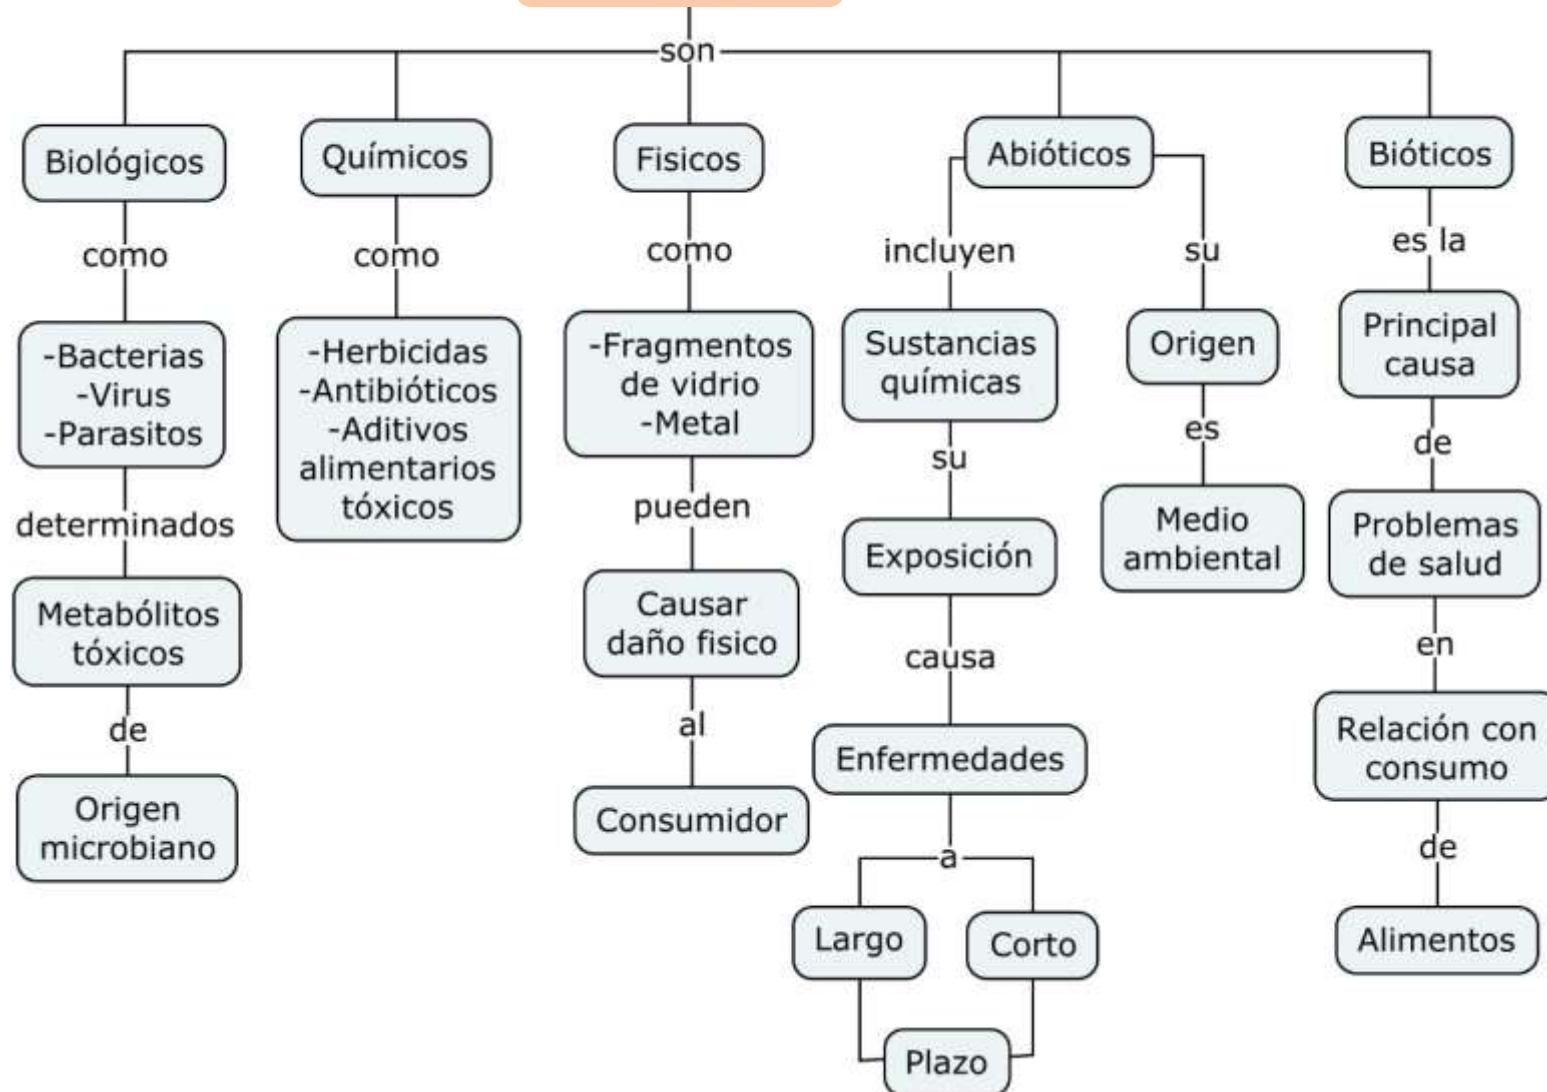 son
Biológicos
como
-Bacterias
-Virus
-Parasitos
determinados
Metabólitos
tóxicos
de
Origen
microbiano
Químicos
como
-Herbicidas
-Antibióticos
-Aditivos
alimentarios
tóxicos
Fisicos
como
-Fragmentos
de vidrio
-Metal
pueden
Causar
daño fisico
al
Consumidor
Abióticos
incluyen
Sustancias
químicas
su
Exposición
causa
Enfermedades
a
Largo
Corto
Plazo
su
Origen
es
Medio
ambiental
Bióticos
es la
Principal
causa
de
Problemas
de salud
en
Relación con
consumo
de
Alimentos